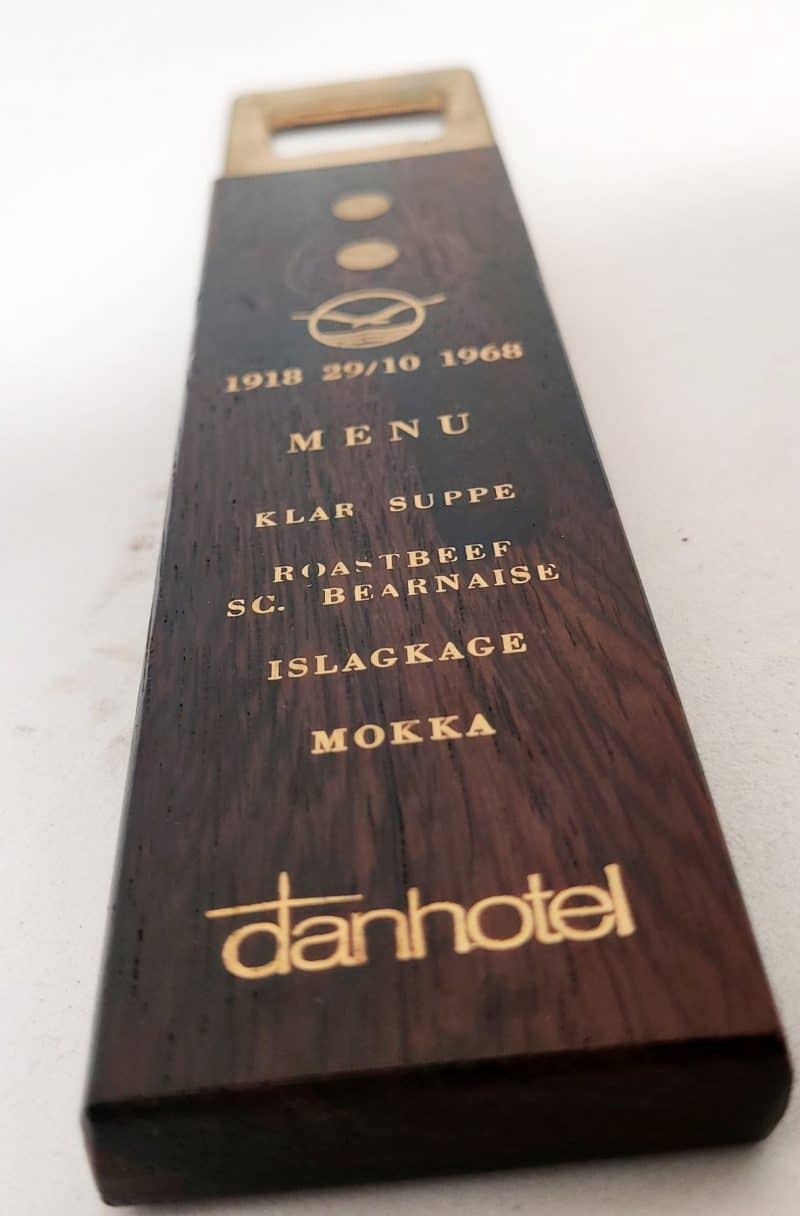 1918 29/10 1968
MENU
KLAR SUPPE
ROASTBEEF
SC. BEARNAISE
ISLAGKAGE
MOKKA
danhotel